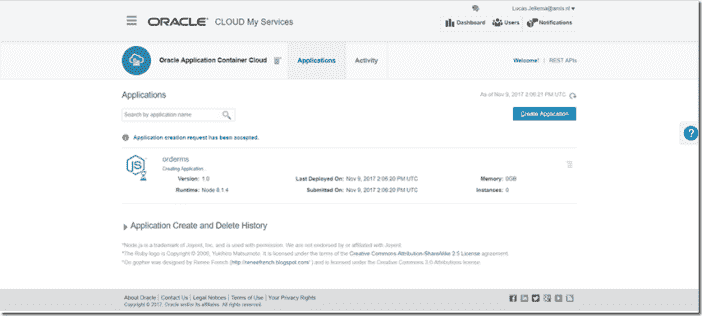 Lucas.Jellema@amis.nl
ORACLE CLOUD My Services
Dashboard Users Notifications
Oracle Application Container Cloud Applications Activity Welcome! REST APIs
Applications
As of Nov 9, 2017 2:06:21 PM UTC
Search by application name
Create Application
Application creation request has been accepted.
JS
orderms
Creating Application...
Version: 1.0 Last Deployed On: Nov 9, 2017 2:06:20 PM UTC Memory: 0GB
Runtime: Node 6.1.4 Submitted On: Nov 9, 2017 2:06:20 PM UTC Instances: 0
Application Create and Delete History
*Node.js is a trademark of Joyent, Inc. and is used with permission. We are not endorsed by or affiliated with Joyent.
*The Ruby logo is Copyright © 2006, Yukihiro Matsumoto. It is licensed under the terms of the Creative Commons Attribution-ShareAlike 2.5 License agreement.
*Go gopher was designed by Renee French (http://reneefrench.blogspot.com/ ) and is licensed under the Creative Commons 3.0 Attributions license.
?
About Oracle | Contact Us | Legal Notices | Terms of Use | Your Privacy Rights
Copyright © 2017, Oracle and/or its affiliates. All rights reserved.